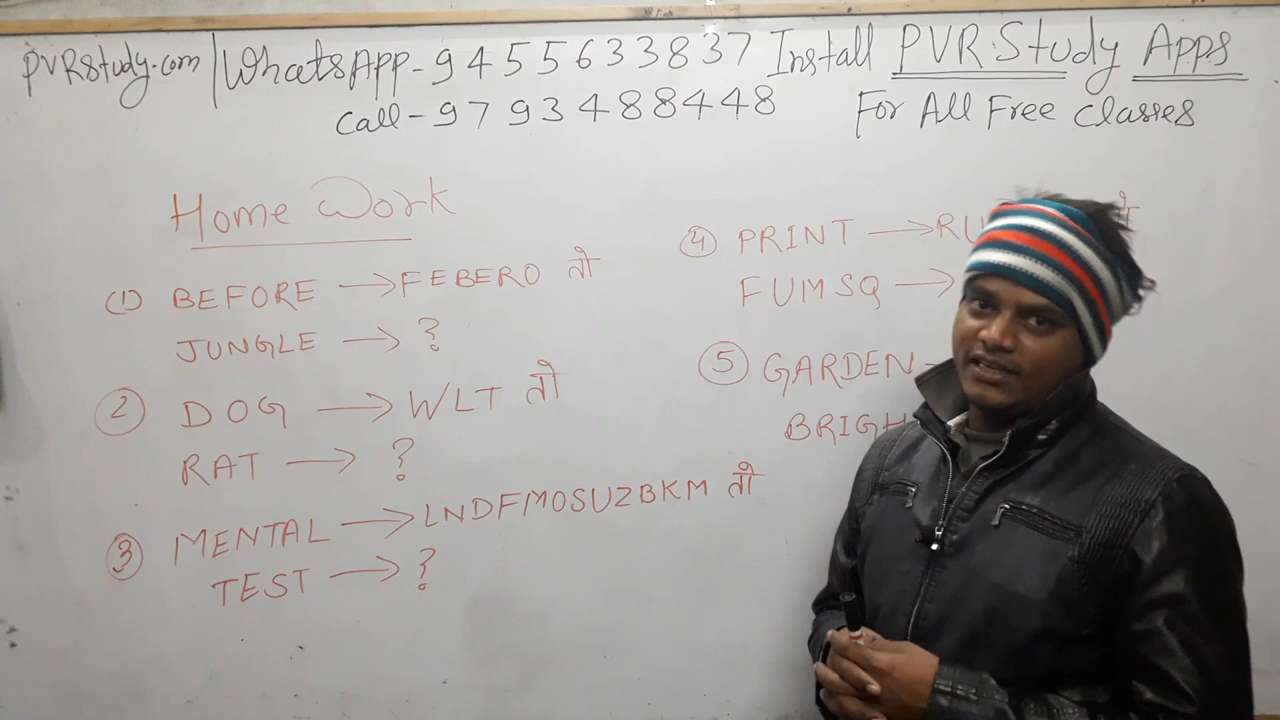 PVRStudy.com | WhatsApp-9455633837 Install PVR.Study Apps
Call-9793488448 For All Free Classes
Home Work
(1) BEFORE → FEBERO तो
JUNGLE → ?
(2) DOG → WLT तो
RAT → ?
(3) MENTAL → LNDFMOSUZBKM तो
TEST → ?
(4) PRINT →
FUMSQ →
(5) GARDEN